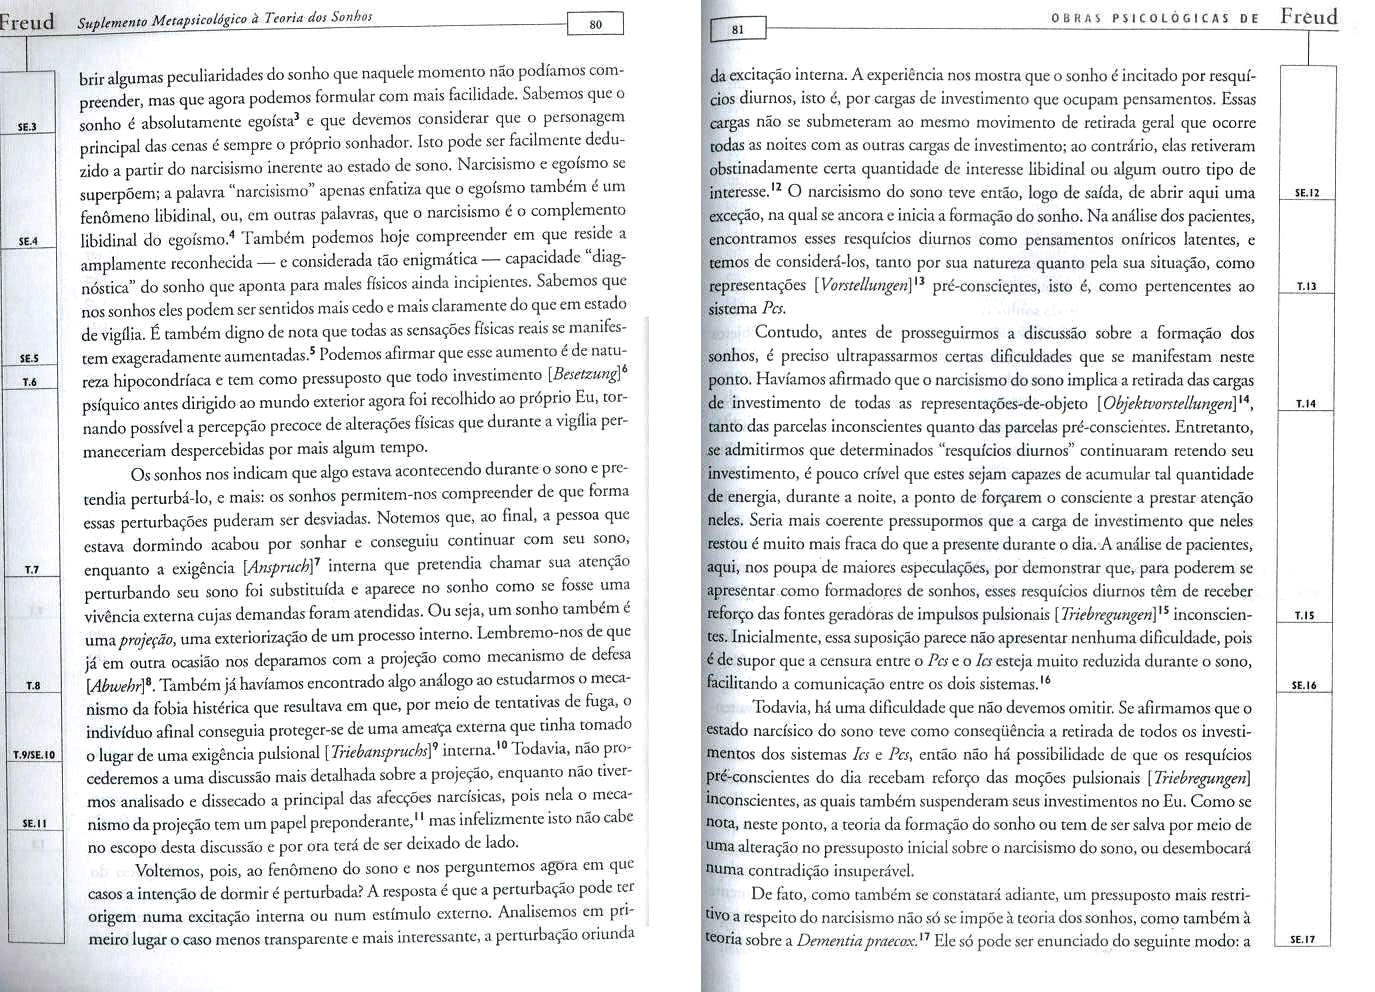 Freud Suplemento Metapsicológico à Teoria dos Sonhos 80
brir algumas peculiaridades do sonho que naquele momento não podíamos com-
preender, mas que agora podemos formular com mais facilidade. Sabemos que o
SE.3 sonho é absolutamente egoísta³ e que devemos considerar que o personagem
principal das cenas é sempre o próprio sonhador. Isto pode ser facilmente dedu-
zido a partir do narcisismo inerente ao estado de sono. Narcisismo e egoísmo se
superpõem; a palavra “narcisismo” apenas enfatiza que o egoísmo também é um
fenômeno libidinal, ou, em outras palavras, que o narcisismo é o complemento
SE.4 libidinal do egoísmo.⁴ Também podemos hoje compreender em que reside a
amplamente reconhecida — e considerada tão enigmática — capacidade “diag-
nóstica” do sonho que aponta para males físicos ainda incipientes. Sabemos que
nos sonhos eles podem ser sentidos mais cedo e mais claramente do que em estado
de vigília. É também digno de nota que todas as sensações físicas reais se manifes-
SE.5 tem exageradamente aumentadas.⁵ Podemos afirmar que esse aumento é de natu-
T.6 reza hipocondríaca e tem como pressuposto que todo investimento [Besetzung]⁶
psíquico antes dirigido ao mundo exterior agora foi recolhido ao próprio Eu, tor-
nando possível a percepção precoce de alterações físicas que durante a vigília per-
maneceriam despercebidas por mais algum tempo.
Os sonhos nos indicam que algo estava acontecendo durante o sono e pre-
tendia perturbá-lo, e mais: os sonhos permitem-nos compreender de que forma
essas perturbações puderam ser desviadas. Notemos que, ao final, a pessoa que
estava dormindo acabou por sonhar e conseguiu continuar com seu sono,
T.7 enquanto a exigência [Anspruch]⁷ interna que pretendia chamar sua atenção
perturbando seu sono foi substituída e aparece no sonho como se fosse uma
vivência externa cujas demandas foram atendidas. Ou seja, um sonho também é
uma projeção, uma exteriorização de um processo interno. Lembremo-nos de que
já em outra ocasião nos deparamos com a projeção como mecanismo de defesa
T.8 [Abwehr]⁸. Também já havíamos encontrado algo análogo ao estudarmos o meca-
nismo da fobia histérica que resultava em que, por meio de tentativas de fuga, o
indivíduo afinal conseguia proteger-se de uma ameaça externa que tinha tomado
T.9/SE.10 o lugar de uma exigência pulsional [Triebanspruchs]⁹ interna.¹⁰ Todavia, não pro-
cederemos a uma discussão mais detalhada sobre a projeção, enquanto não tiver-
mos analisado e dissecado a principal das afecções narcísicas, pois nela o meca-
SE.11 nismo da projeção tem um papel preponderante,¹¹ mas infelizmente isto não cabe
no escopo desta discussão e por ora terá de ser deixado de lado.
Voltemos, pois, ao fenômeno do sono e nos perguntemos agora em que
casos a intenção de dormir é perturbada? A resposta é que a perturbação pode ter
origem numa excitação interna ou num estímulo externo. Analisemos em pri-
meiro lugar o caso menos transparente e mais interessante, a perturbação oriunda
81 OBRAS PSICOLÓGICAS DE Freud
da excitação interna. A experiência nos mostra que o sonho é incitado por resquí-
cios diurnos, isto é, por cargas de investimento que ocupam pensamentos. Essas
cargas não se submeteram ao mesmo movimento de retirada geral que ocorre
todas as noites com as outras cargas de investimento; ao contrário, elas retiveram
obstinadamente certa quantidade de interesse libidinal ou algum outro tipo de
interesse.¹² O narcisismo do sono teve então, logo de saída, de abrir aqui uma SE.12
exceção, na qual se ancora e inicia a formação do sonho. Na análise dos pacientes,
encontramos esses resquícios diurnos como pensamentos oníricos latentes, e
temos de considerá-los, tanto por sua natureza quanto pela sua situação, como
representações [Vorstellungen]¹³ pré-conscientes, isto é, como pertencentes ao T.13
sistema Pcs.
Contudo, antes de prosseguirmos a discussão sobre a formação dos
sonhos, é preciso ultrapassarmos certas dificuldades que se manifestam neste
ponto. Havíamos afirmado que o narcisismo do sono implica a retirada das cargas
de investimento de todas as representações-de-objeto [Objektvorstellungen]¹⁴, T.14
tanto das parcelas inconscientes quanto das parcelas pré-conscientes. Entretanto,
se admitirmos que determinados “resquícios diurnos” continuaram retendo seu
investimento, é pouco crível que estes sejam capazes de acumular tal quantidade
de energia, durante a noite, a ponto de forçarem o consciente a prestar atenção
neles. Seria mais coerente pressupormos que a carga de investimento que neles
restou é muito mais fraca do que a presente durante o dia. A análise de pacientes,
aqui, nos poupa de maiores especulações, por demonstrar que, para poderem se
apresentar como formadores de sonhos, esses resquícios diurnos têm de receber
reforço das fontes geradoras de impulsos pulsionais [Triebregungen]¹⁵ inconscien- T.15
tes. Inicialmente, essa suposição parece não apresentar nenhuma dificuldade, pois
é de supor que a censura entre o Pcs e o Ics esteja muito reduzida durante o sono,
facilitando a comunicação entre os dois sistemas.¹⁶ SE.16
Todavia, há uma dificuldade que não devemos omitir. Se afirmamos que o
estado narcísico do sono teve como conseqüência a retirada de todos os investi-
mentos dos sistemas Ics e Pcs, então não há possibilidade de que os resquícios
pré-conscientes do dia recebam reforço das moções pulsionais [Triebregungen]
inconscientes, as quais também suspenderam seus investimentos no Eu. Como se
nota, neste ponto, a teoria da formação do sonho ou tem de ser salva por meio de
uma alteração no pressuposto inicial sobre o narcisismo do sono, ou desembocará
numa contradição insuperável.
De fato, como também se constatará adiante, um pressuposto mais restri-
tivo a respeito do narcisismo não só se impõe à teoria dos sonhos, como também à
teoria sobre a Dementia praecox.¹⁷ Ele só pode ser enunciado do seguinte modo: a SE.17